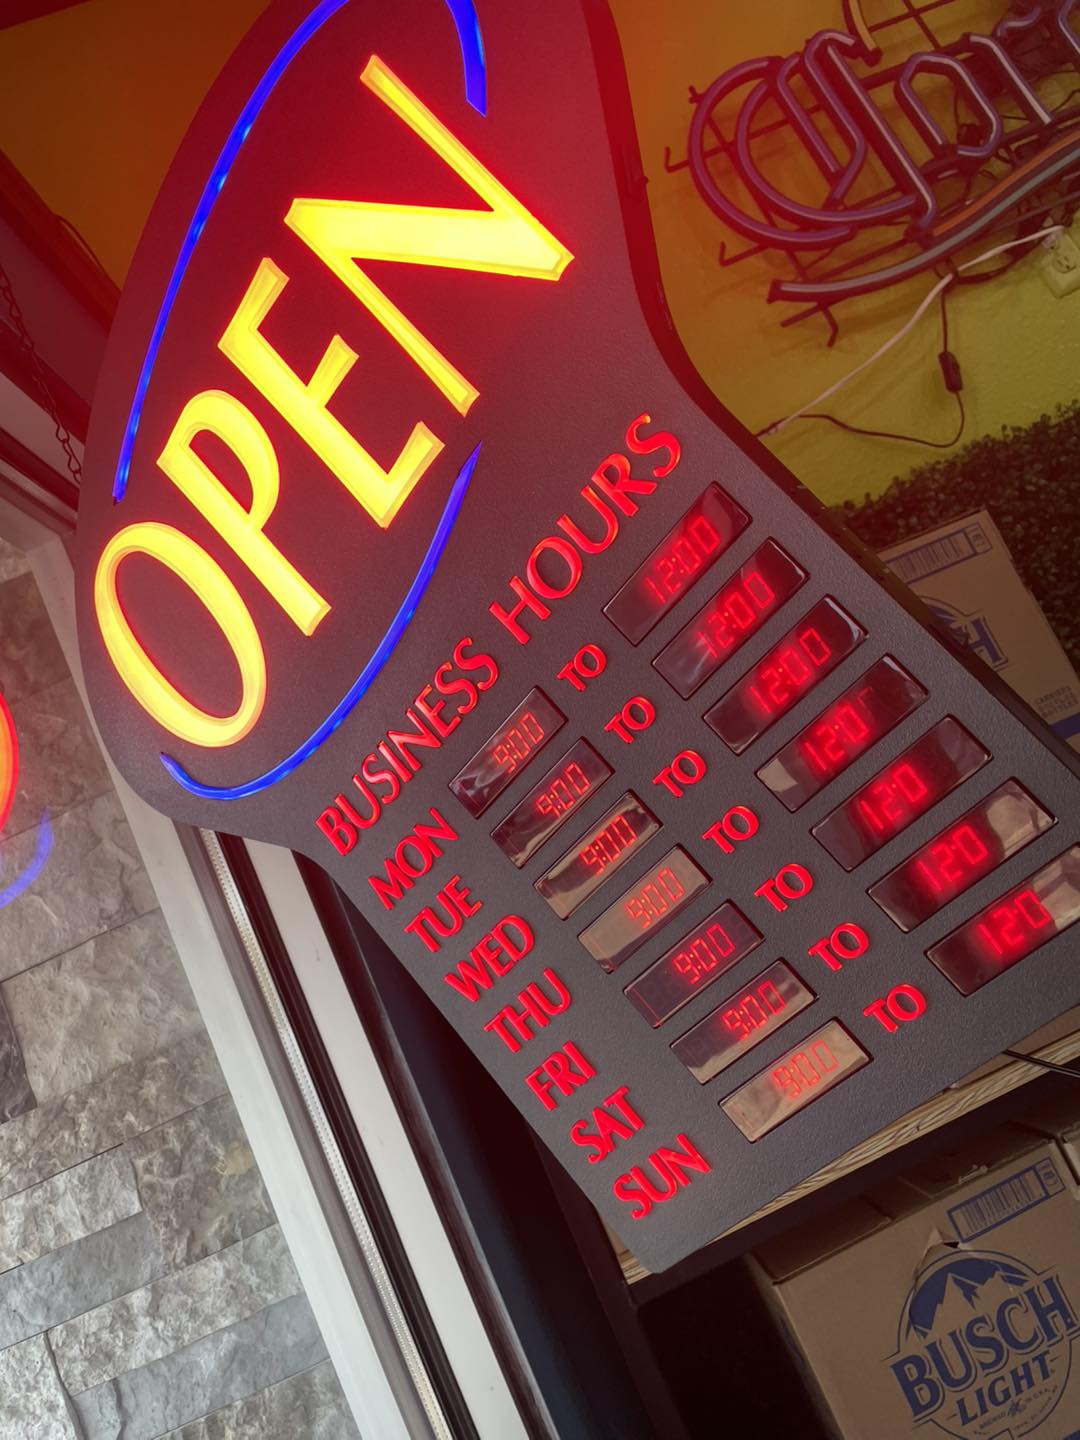 OPEN
BUSINESS HOURS
MON 9:00 TO 12:00
TUE 9:00 TO 12:00
WED 9:00 TO 12:00
THU 9:00 TO 12:0
FRI 9:00 TO 12:0
SAT 9:00 TO 12:0
SUN 9:00 TO 12:0
Cor
H
BUSCH
LIGHT